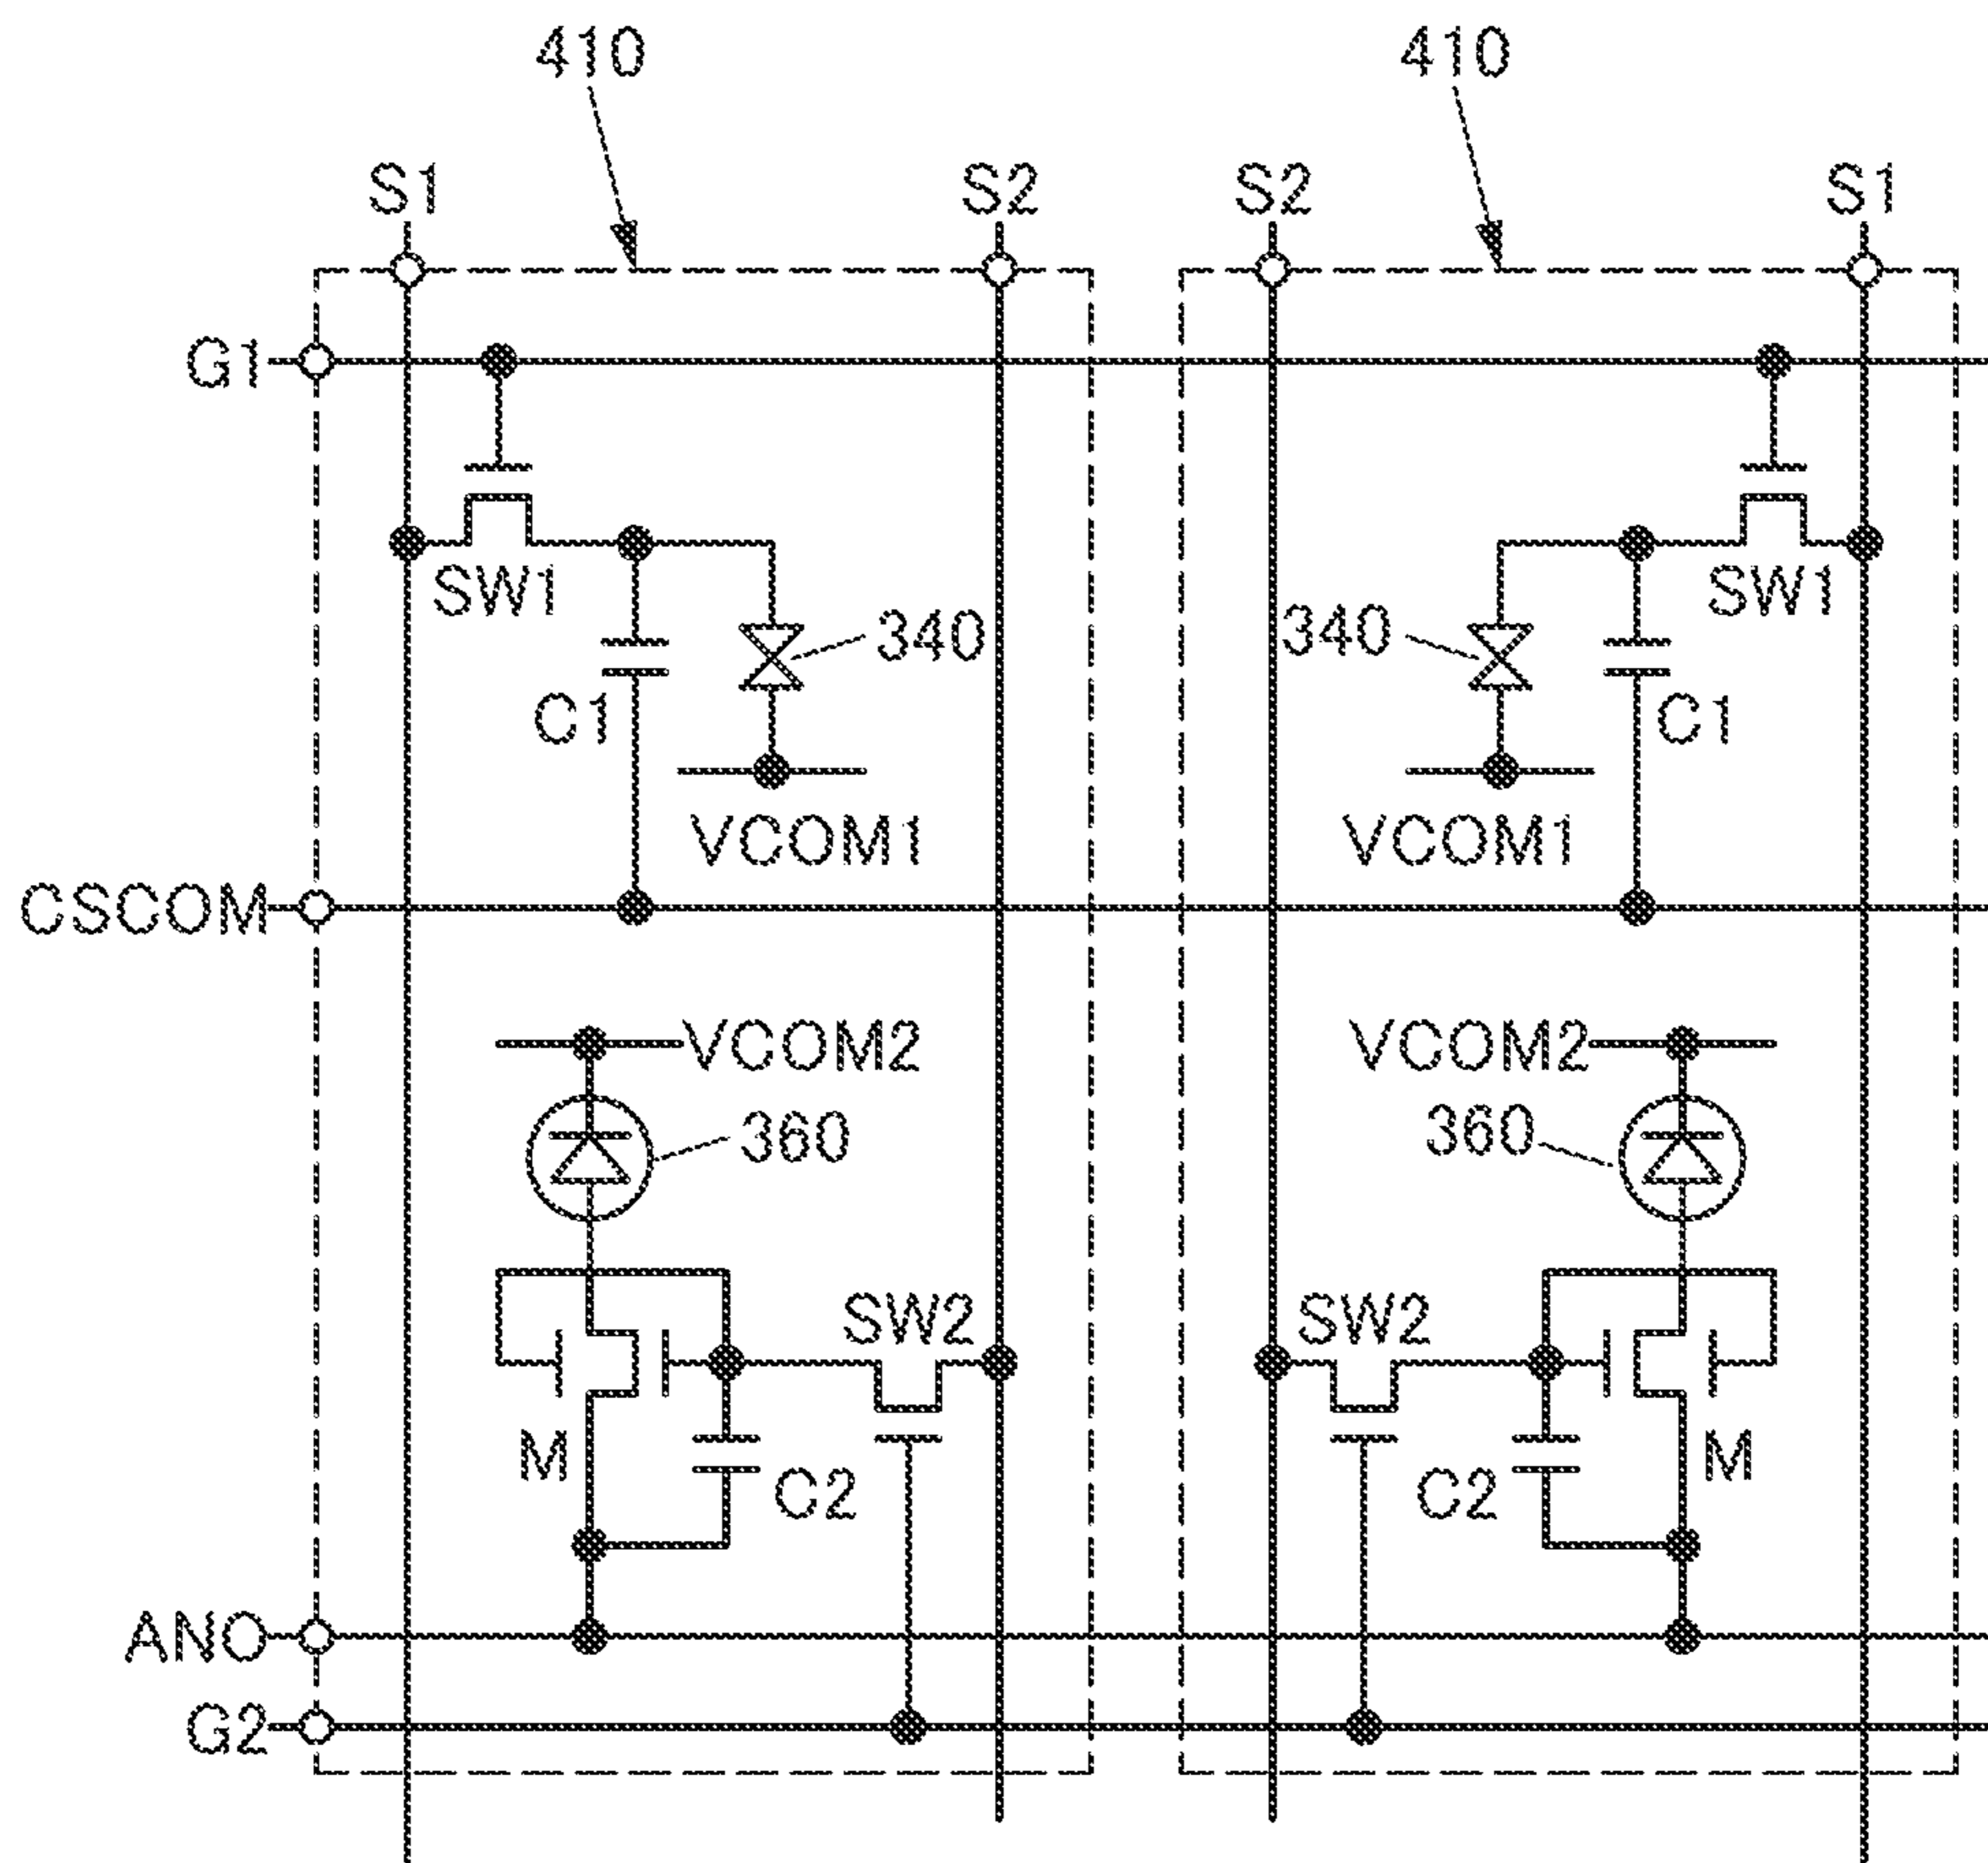 410 410
S1 S2 S2 S1
G1
SW1 SW1
340 340
C1 C1
VCOM1 VCOM1
CSCOM
VCOM2 VCOM2
360 360
SW2 SW2
M C2 C2 M
ANO
G2